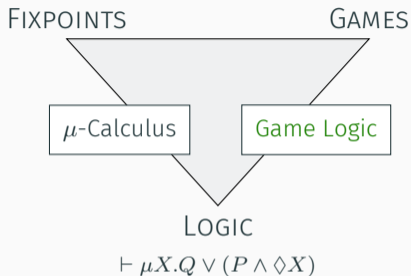 FIXPOINTS GAMES
μ-Calculus Game Logic
LOGIC
⊢ μX.Q ∨ (P ∧ ◊X)